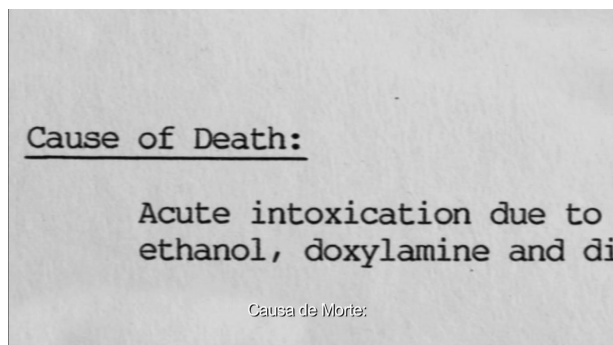 Cause of Death:
Acute intoxication due to
ethanol, doxylamine and
Causa de Morte: